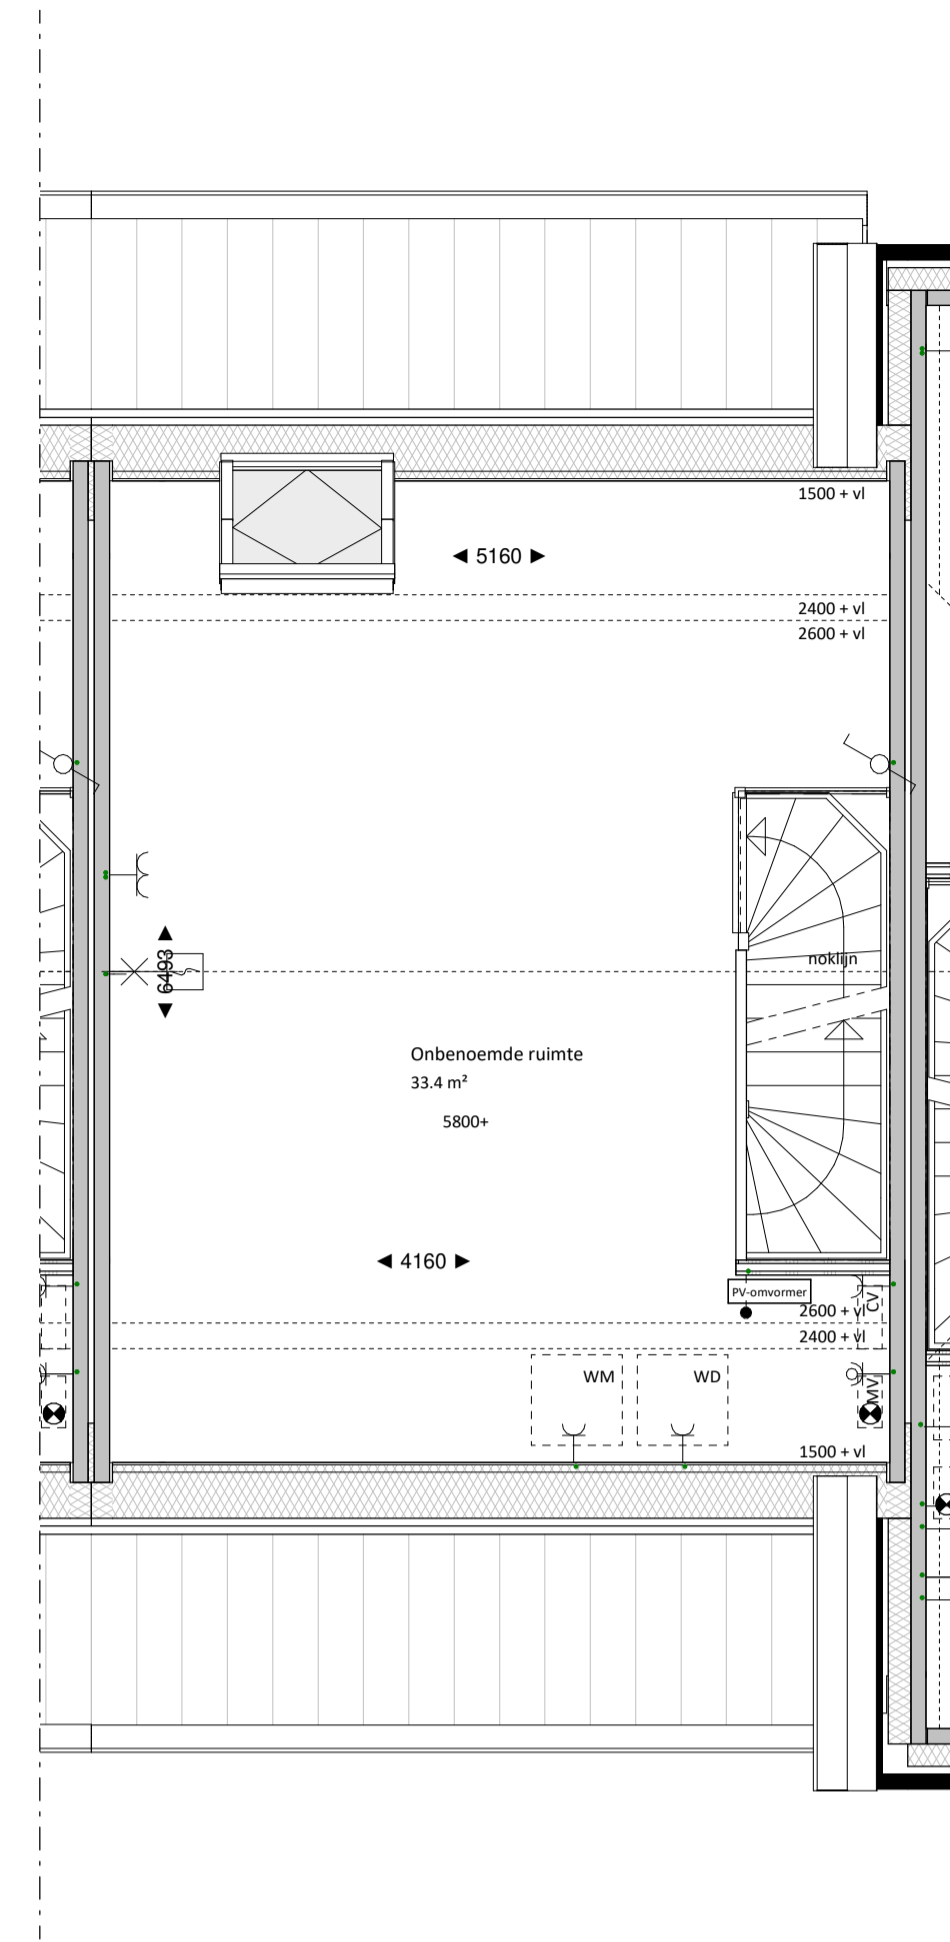 1500 + vl
◄ 5160 ►
2400 + vl
2600 + vl
◄ 6493 ►
noklijn
Onbenoemde ruimte
33.4 m²
5800+
◄ 4160 ►
PV-omvormer
2600 + vl
CV
2400 + vl
WM
WD
MV
1500 + vl